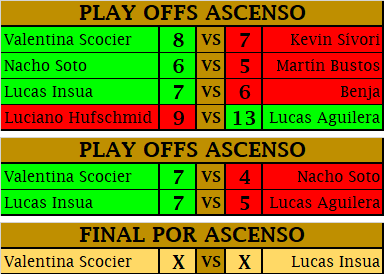 PLAY OFFS ASCENSO
Valentina Scocier 8 VS 7 Kevin Sivori
Nacho Soto 6 VS 5 Martin Bustos
Lucas Insua 7 VS 6 Benja
Luciano Hufschmid 9 VS 13 Lucas Aguilera
PLAY OFFS ASCENSO
Valentina Scocier 7 VS 4 Nacho Soto
Lucas Insua 7 VS 5 Lucas Aguilera
FINAL POR ASCENSO
Valentina Scocier X VS X Lucas Insua